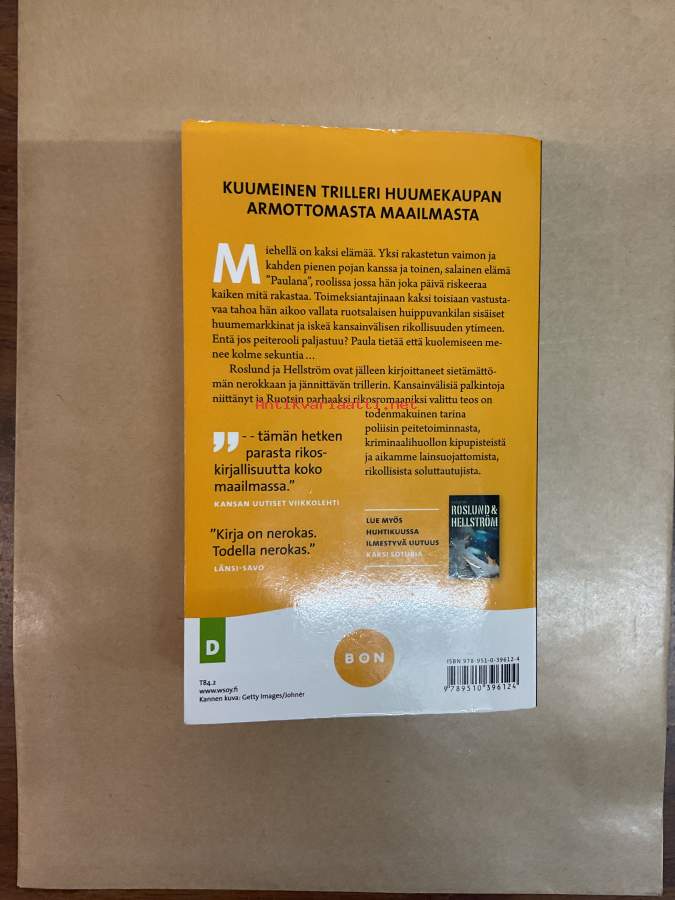 KUUMEINEN TRILLERI HUUMEKAUPAN
ARMOTTOMASTA MAAILMASTA
Miehellä on kaksi elämää. Yksi rakastetun vaimon ja
kahden pienen pojan kanssa ja toinen, salainen elämä
"Paulana", roolissa jossa hän joka päivä riskeeraa
kaiken mitä rakastaa. Toimeksiantajinaan kaksi toisiaan vastusta-
vaa tahoa hän aikoo vallata ruotsalaisen huippuvankilan sisäiset
huumemarkkinat ja iskeä kansainvälisen rikollisuuden ytimeen.
Entä jos peiterooli paljastuu? Paula tietää että kuolemiseen me-
nee kolme sekuntia ...
Roslund ja Hellström ovat jälleen kirjoittaneet sietämättö-
män nerokkaan ja jännittävän trillerin. Kansainvälisiä palkintoja
niittänyt ja Ruotsin parhaaksi rikosromaaniksi valittu teos on
Antikvariaatti.net
todenmakuinen tarina
poliisin peitetoiminnasta,
kriminaalihuollon kipupisteistä
ja aikamme lainsuojattomista,
rikollisista soluttautujista.
"- - tämän hetken
parasta rikos-
kirjallisuutta koko
maailmassa."
KANSAN UUTISET VIIKKOLEHTI
"Kirja on nerokas.
Todella nerokas."
LÄNSI-SAVO
LUE MYÖS
HUHTIKUUSSA
ILMESTYVÄ UUTUUS
KAKSI SOTURIA
ROSLUND &
HELLSTRÖM
D
BON
T84.2
www.wsoy.fi
Kannen kuva: Getty Images/Johnér
ISBN 978-951-0-39612-4
9789510396124